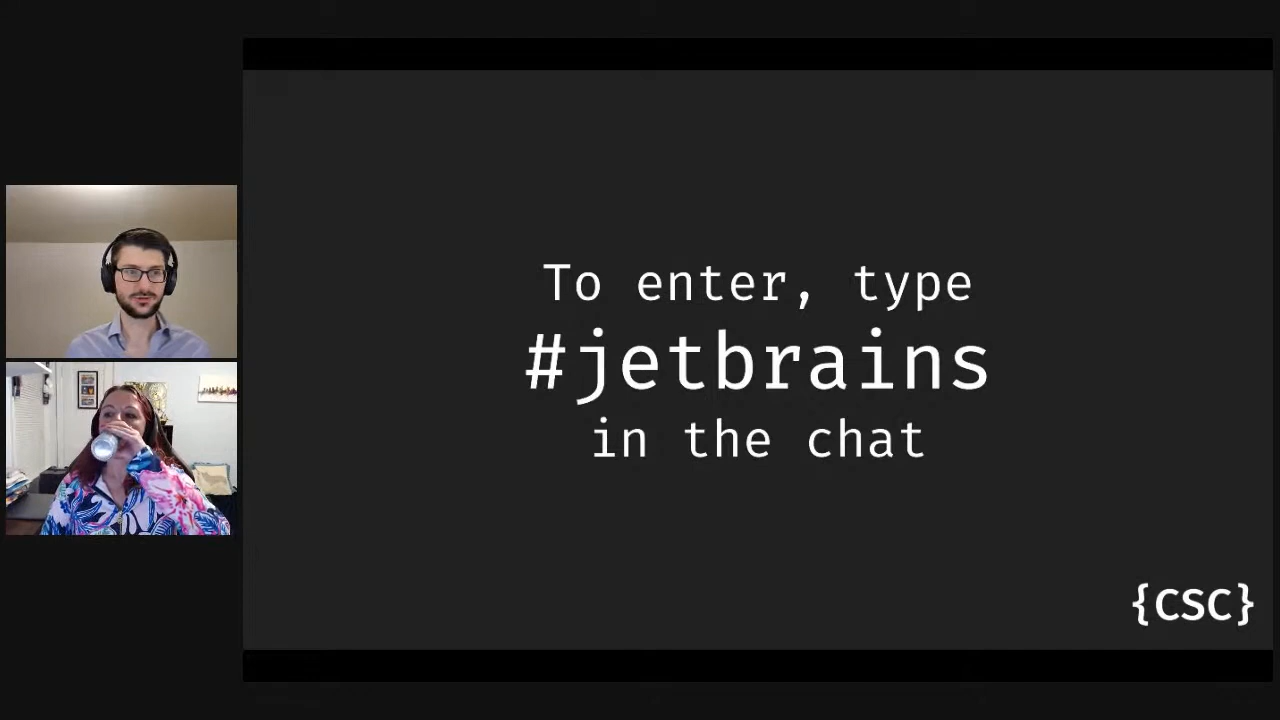 To enter, type
#jetbrains
in the chat
{CSC}